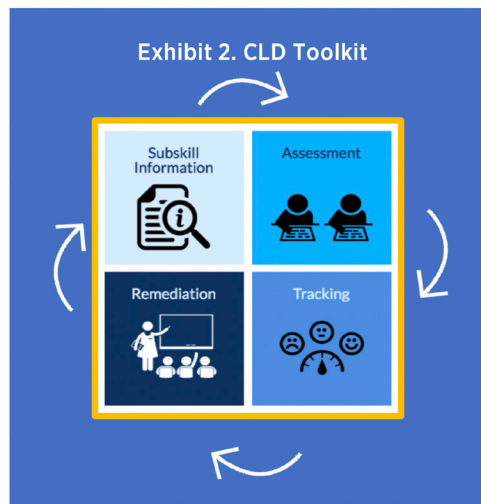 Exhibit 2. CLD Toolkit
Subskill
Information
Assessment
Remediation
Tracking